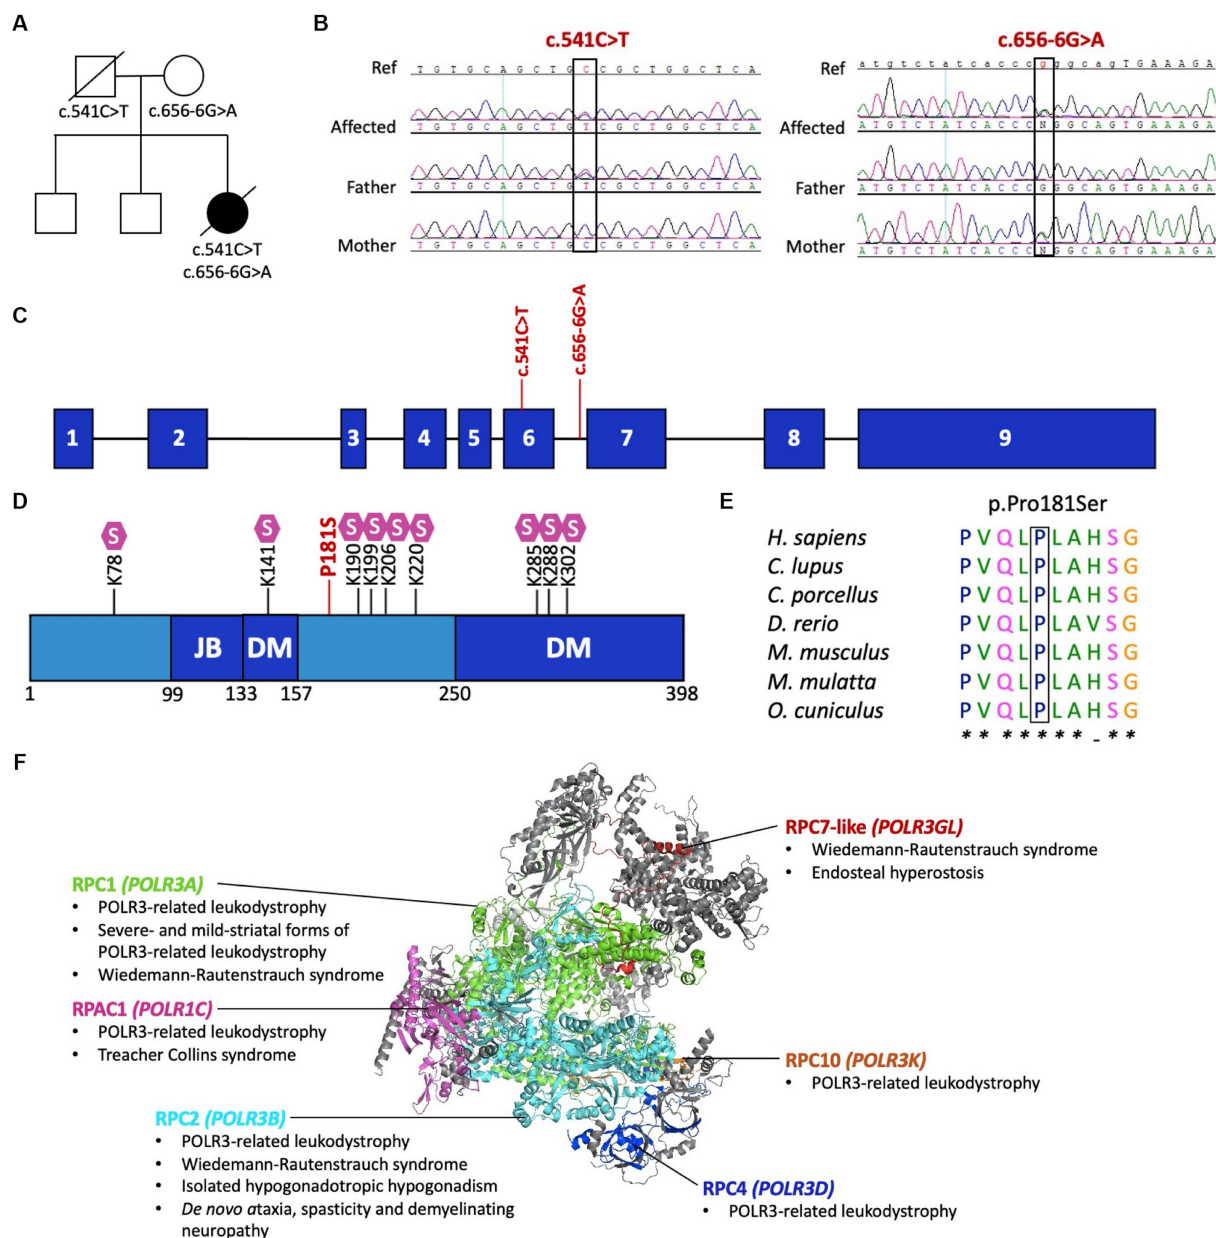 A
c.541C>T
c.656-6G>A
c.541C>T
c.656-6G>A
B
c.541C>T
Ref
T G T G C A G C T G C C G C T G G C T C A
Affected
T G T G C A G C T G T C G C T G G C T C A
Father
T G T G C A G C T G T C G C T G G C T C A
Mother
T G T G C A G C T G C C G C T G G C T C A
c.656-6G>A
Ref
a t g t c t a t c a c c c g g g c a g T G A A A G A
Affected
A T G T C T A T C A C C C N G G C A G T G A A A G A
Father
A T G T C T A T C A C C C G G G C A G T G A A A G A
Mother
A T G T C T A T C A C C C N G G C A G T G A A A G A
C
c.541C>T
c.656-6G>A
1 2 3 4 5 6 7 8 9
D
S S S S S S S S S
K78 K141 P181S K190 K199 K206 K220 K285 K288 K302
JB DM DM
1 99 133 157 250 398
E
p.Pro181Ser
H. sapiens P V Q L P L A H S G
C. lupus P V Q L P L A H S G
C. porcellus P V Q L P L A H S G
D. rerio P V Q L P L A V S G
M. musculus P V Q L P L A H S G
M. mulatta P V Q L P L A H S G
O. cuniculus P V Q L P L A H S G
* * * * * * * * - * *
F
RPC7-like (POLR3GL)
• Wiedemann-Rautenstrauch syndrome
• Endosteal hyperostosis
RPC1 (POLR3A)
• POLR3-related leukodystrophy
• Severe- and mild-striatal forms of
POLR3-related leukodystrophy
• Wiedemann-Rautenstrauch syndrome
RPAC1 (POLR1C)
• POLR3-related leukodystrophy
• Treacher Collins syndrome
RPC10 (POLR3K)
• POLR3-related leukodystrophy
RPC2 (POLR3B)
• POLR3-related leukodystrophy
• Wiedemann-Rautenstrauch syndrome
• Isolated hypogonadotropic hypogonadism
• De novo ataxia, spasticity and demyelinating
neuropathy
RPC4 (POLR3D)
• POLR3-related leukodystrophy